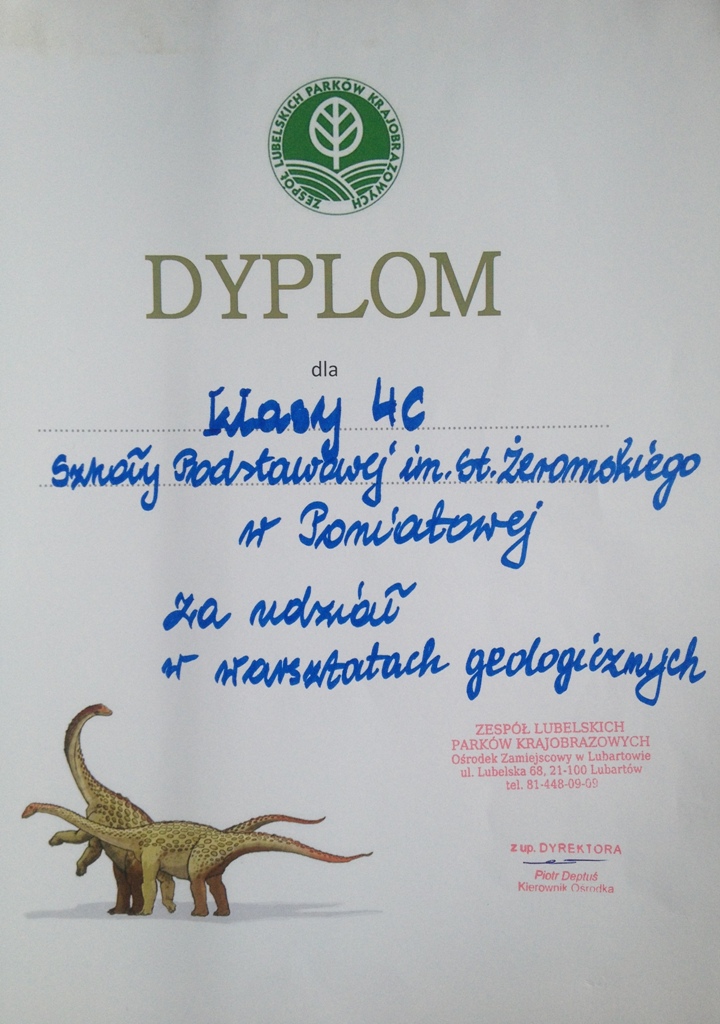 ZESPÓŁ LUBELSKICH PARKÓW KRAJOBRAZOWYCH
DYPLOM
dla
klasy 4c
Szkoły Podstawowej im. St. Żeromskiego
w Poniatowej
za udział
w warsztatach geologicznych
ZESPÓŁ LUBELSKICH
PARKÓW KRAJOBRAZOWYCH
Ośrodek Zamiejscowy w Lubartowie
ul. Lubelska 68, 21-100 Lubartów
tel. 81-448-09-09
z up. DYREKTORA
Piotr Deptuś
Kierownik Ośrodka